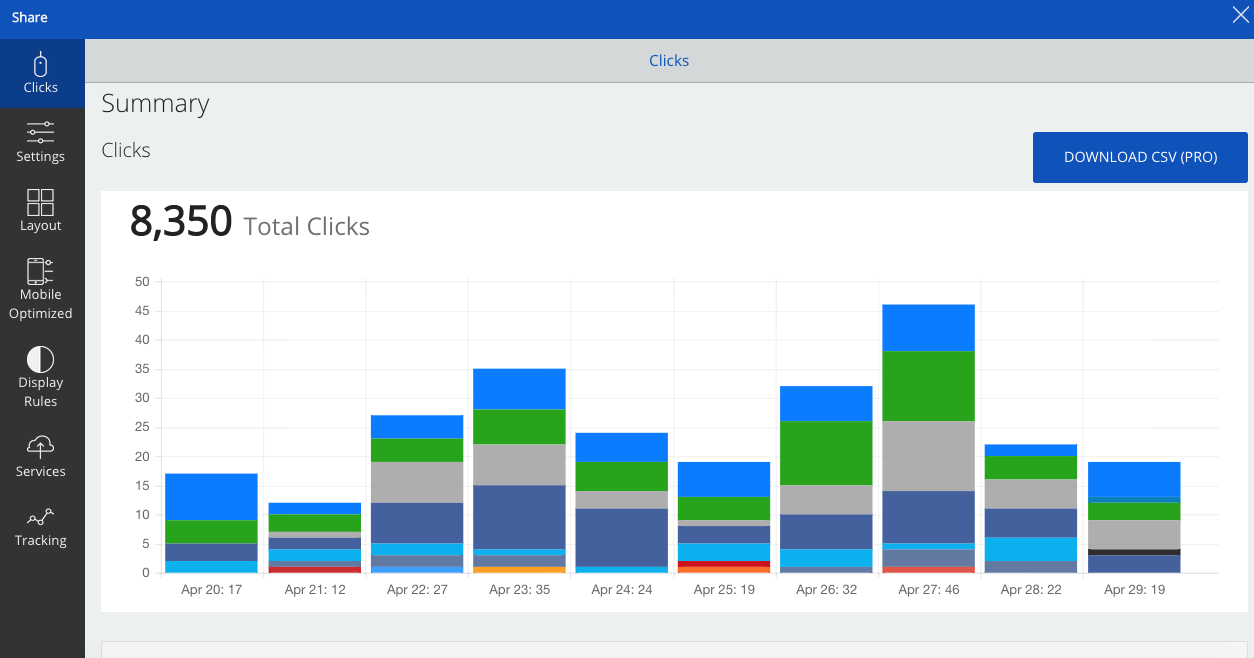 Share
Clicks
Settings
Layout
Mobile
Optimized
Display
Rules
Services
Tracking
Clicks
Summary
Clicks
DOWNLOAD CSV (PRO)
8,350 Total Clicks
50
45
40
35
30
25
20
15
10
5
0
Apr 20: 17 Apr 21: 12 Apr 22: 27 Apr 23: 35 Apr 24: 24 Apr 25: 19 Apr 26: 32 Apr 27: 46 Apr 28: 22 Apr 29: 19